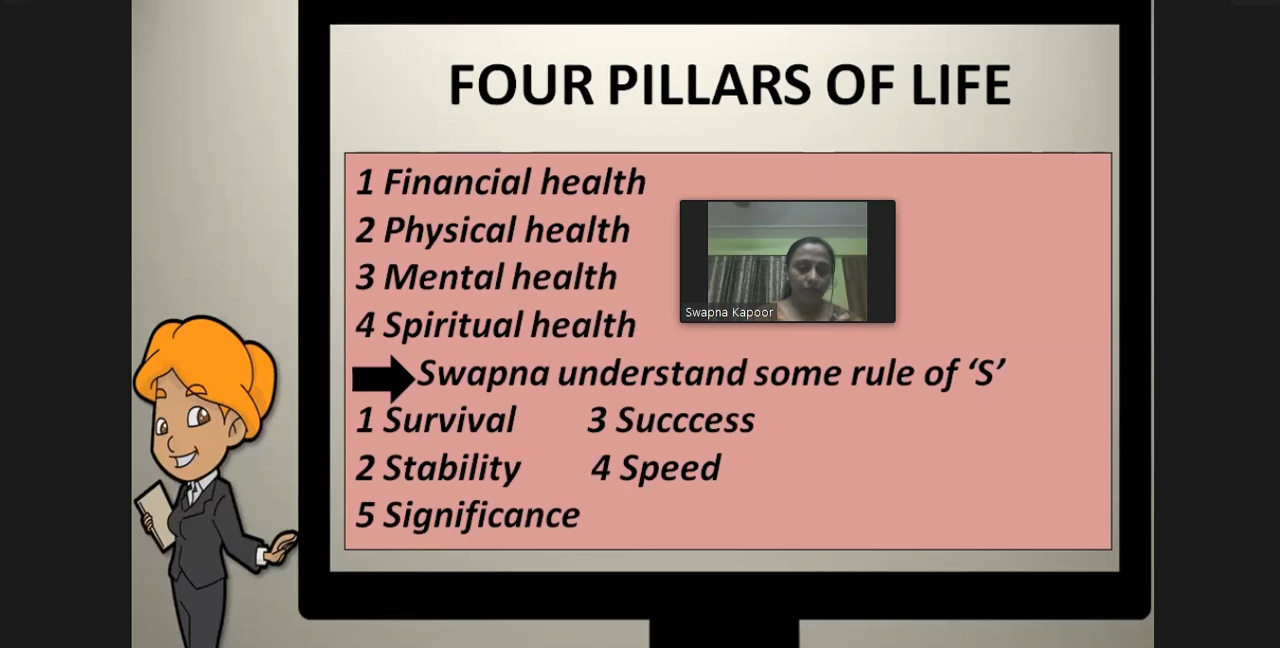 FOUR PILLARS OF LIFE
1 Financial health
2 Physical health
3 Mental health
Swapna Kapoor
4 Spiritual health
Swapna understand some rule of ‘S’
1 Survival 3 Succcess
2 Stability 4 Speed
5 Significance